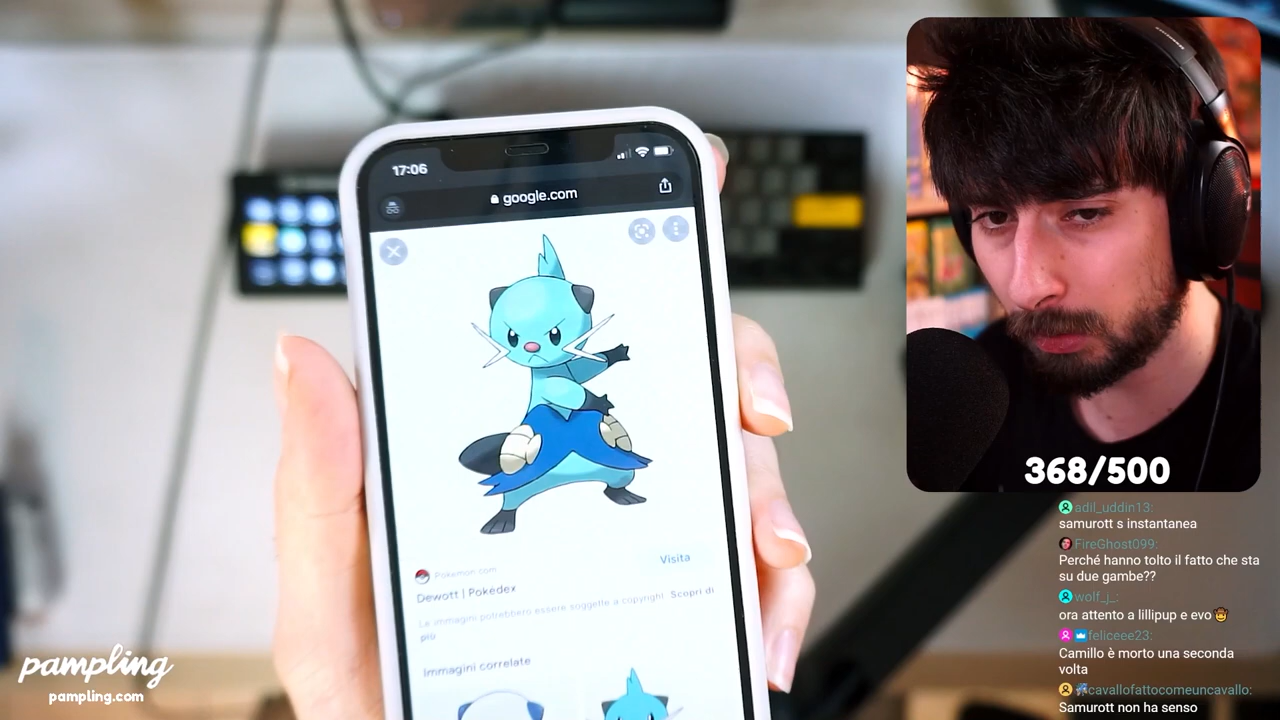 17:06
google.com
Pokemon.com
Visita
Dewott | Pokédex
Le immagini potrebbero essere soggette a copyright. Scopri di
più
Immagini correlate
pampling
pampling.com
368/500
adil_uddin13:
samurott s instantanea
FireGhost099:
Perché hanno tolto il fatto che sta
su due gambe??
wolf_j_:
ora attento a lillipup e evo
feliceee23:
Camillo è morto una seconda
volta
cavallofattocomeuncavallo:
Samurott non ha senso